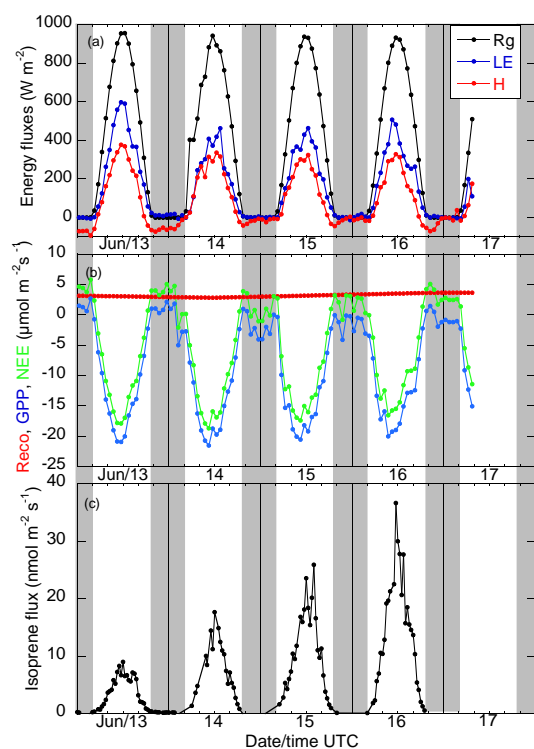 (a)
Rg
LE
H
Energy fluxes (W m⁻²)
1000
800
600
400
200
0
Jun/13 14 15 16 17
(b)
Reco, GPP, NEE (μmol m⁻² s⁻¹)
10
5
0
-5
-10
-15
-20
-25
Jun/13 14 15 16 17
(c)
Isoprene flux (nmol m⁻² s⁻¹)
40
30
20
10
0
Jun/13 14 15 16 17
Date/time UTC